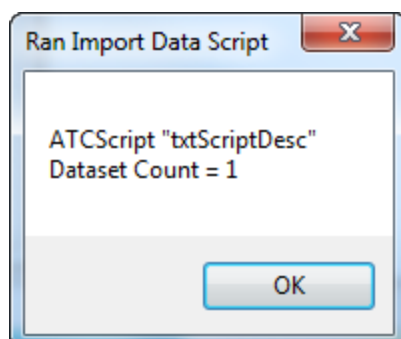 Ran Import Data Script
ATCScript "txtScriptDesc"
Dataset Count = 1
OK